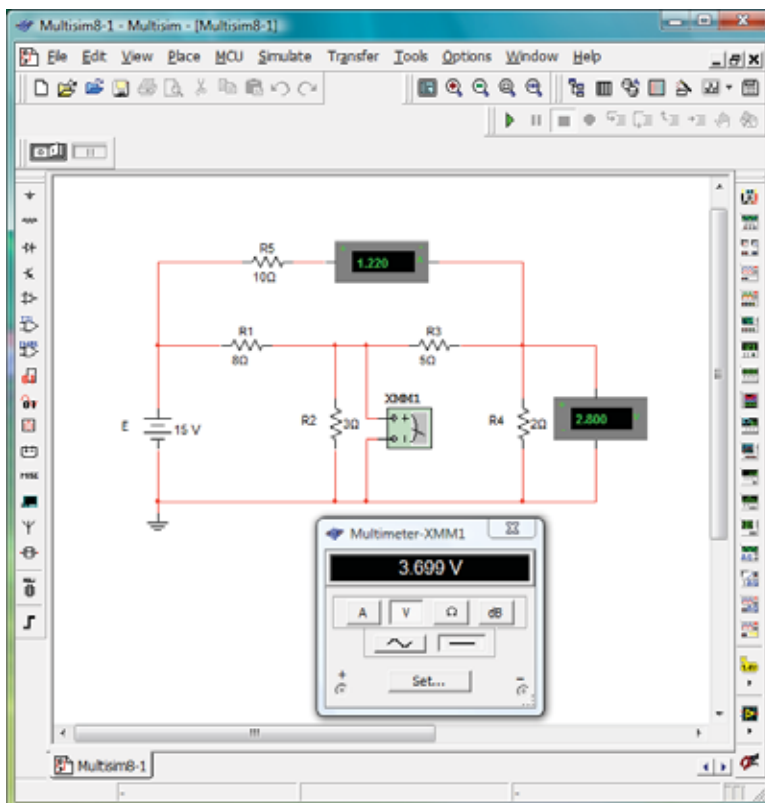 Multisim8-1 - Multisim - [Multisim8-1]
File Edit View Place MCU Simulate Transfer Tools Options Window Help
R5
10Ω
1.220
R1
8Ω
R3
5Ω
XMM1
E
15 V
R2
3Ω
R4
2Ω
2.800
Multimeter-XMM1
3.699 V
A V Ω dB
+
Set...
-
MISC
Multisim8-1